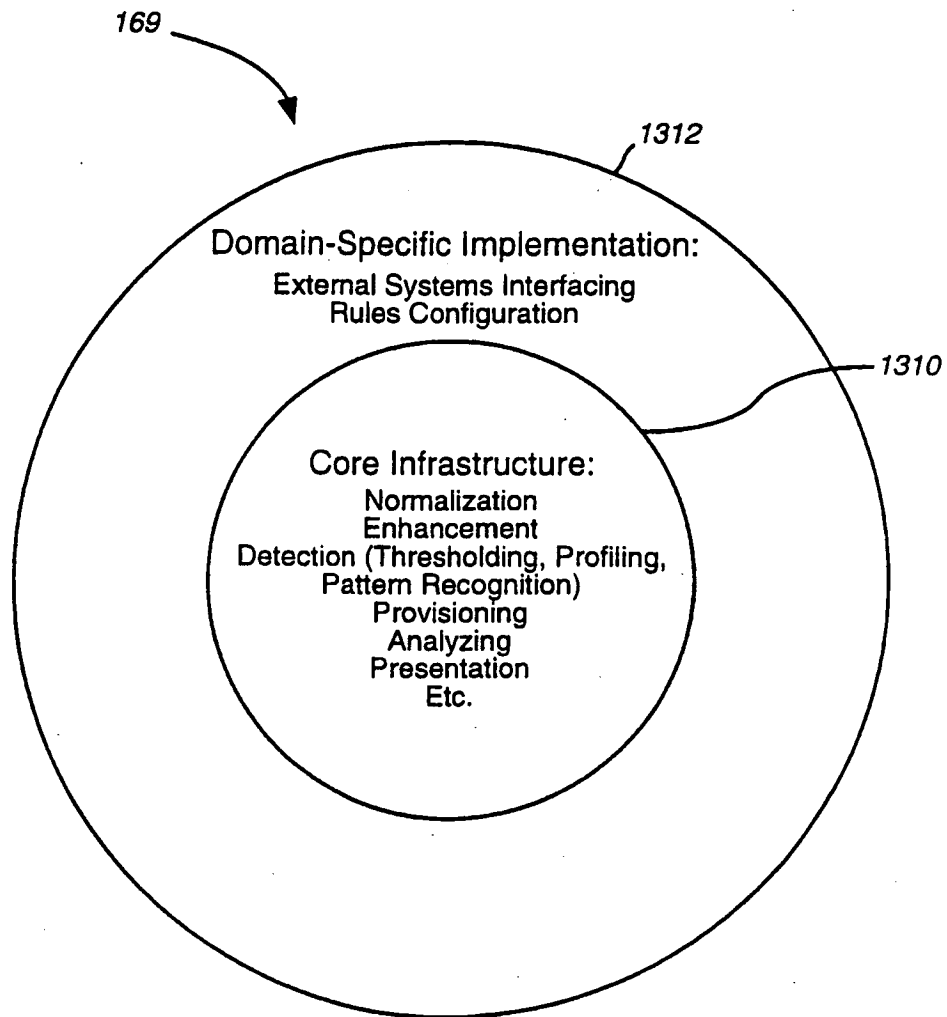 169
1312
Domain-Specific Implementation:
External Systems Interfacing
Rules Configuration
1310
Core Infrastructure:
Normalization
Enhancement
Detection (Thresholding, Profiling,
Pattern Recognition)
Provisioning
Analyzing
Presentation
Etc.